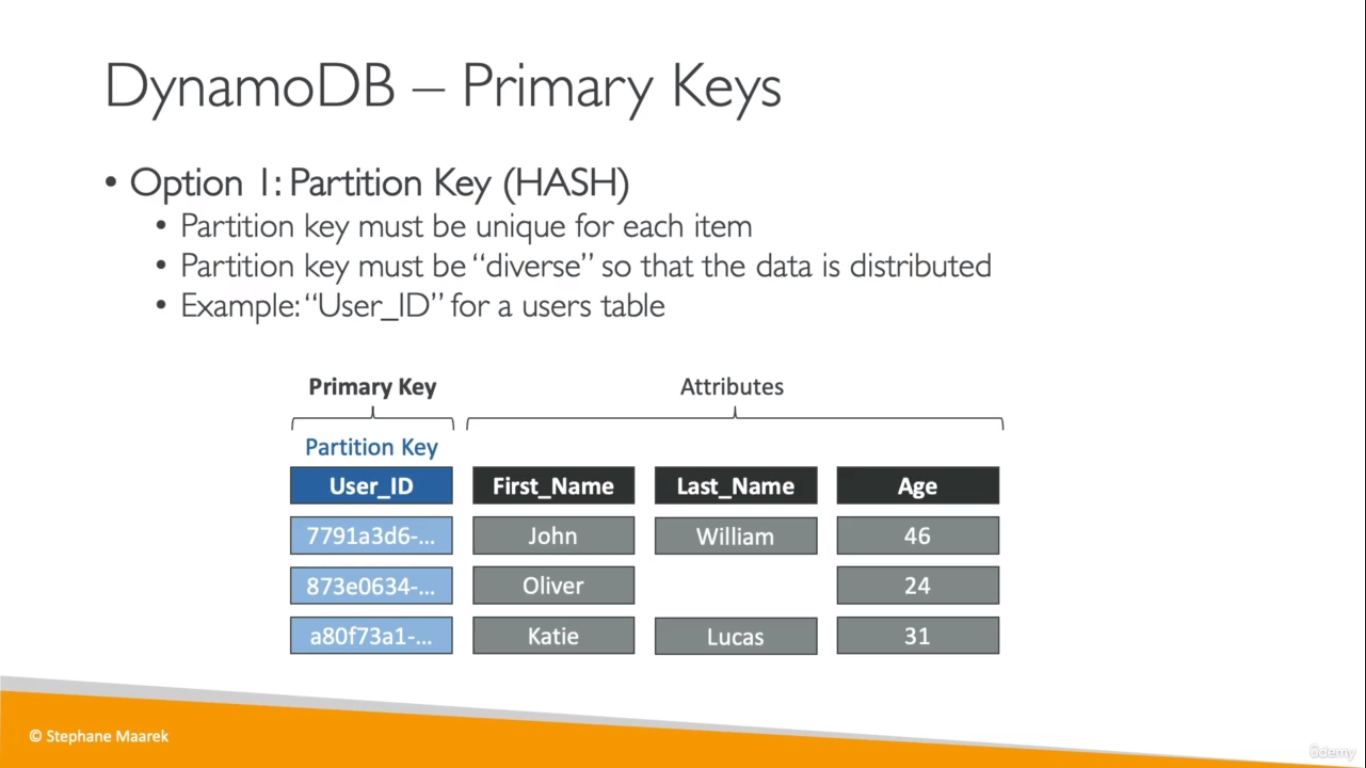 DynamoDB – Primary Keys
• Option 1: Partition Key (HASH)
• Partition key must be unique for each item
• Partition key must be “diverse” so that the data is distributed
• Example: “User_ID” for a users table
Primary Key Attributes
Partition Key
User_ID First_Name Last_Name Age
7791a3d6-... John William 46
873e0634-... Oliver 24
a80f73a1-... Katie Lucas 31
© Stephane Maarek
ûdemy